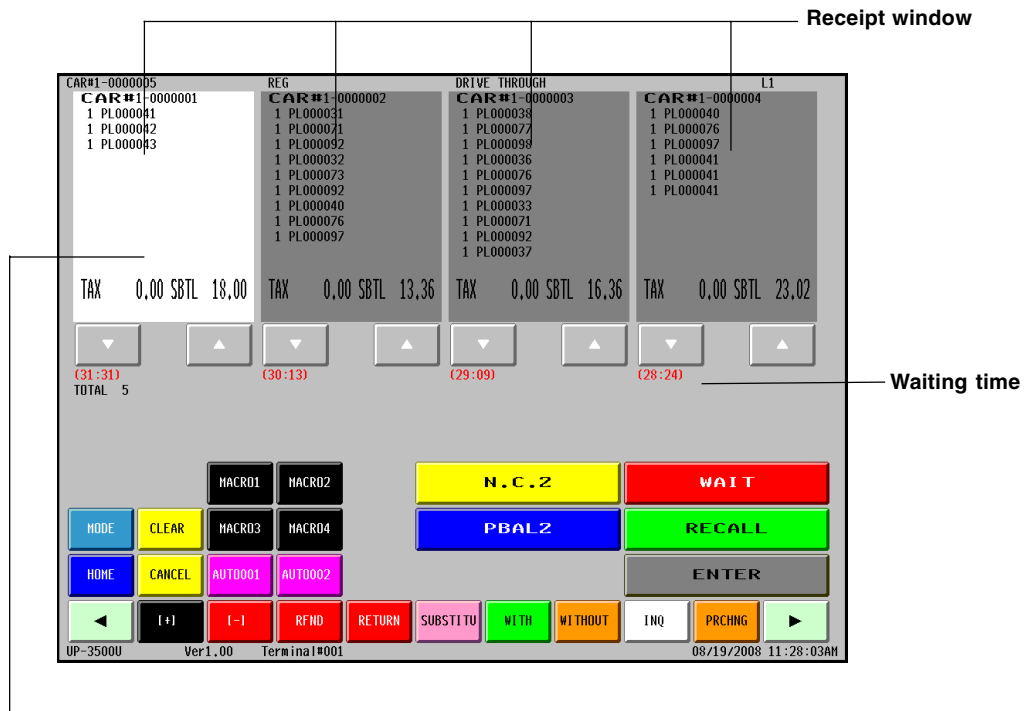 Receipt window
CAR#1-0000005 REG DRIVE THROUGH L1
CAR#1-0000001
1 PL000041
1 PL000042
1 PL000043
TAX 0.00 SBTL 18.00
CAR#1-0000002
1 PL000031
1 PL000071
1 PL000092
1 PL000032
1 PL000073
1 PL000092
1 PL000040
1 PL000076
1 PL000097
TAX 0.00 SBTL 13.36
CAR#1-0000003
1 PL000038
1 PL000077
1 PL000098
1 PL000036
1 PL000076
1 PL000097
1 PL000033
1 PL000071
1 PL000092
1 PL000037
TAX 0.00 SBTL 16.36
CAR#1-0000004
1 PL000040
1 PL000076
1 PL000097
1 PL000041
1 PL000041
1 PL000041
TAX 0.00 SBTL 23.02
(31:31) (30:13) (29:09) (28:24)
Waiting time
TOTAL 5
MACRO1 MACRO2 N.C.2 WAIT
MODE CLEAR MACRO3 MACRO4 PBAL2 RECALL
HOME CANCEL AUTO001 AUTO002 ENTER
[+] [-] RFND RETURN SUBSTITU WITH WITHOUT INQ PRCHNG
UP-3500U Ver1.00 Terminal#001 08/19/2008 11:28:03AM